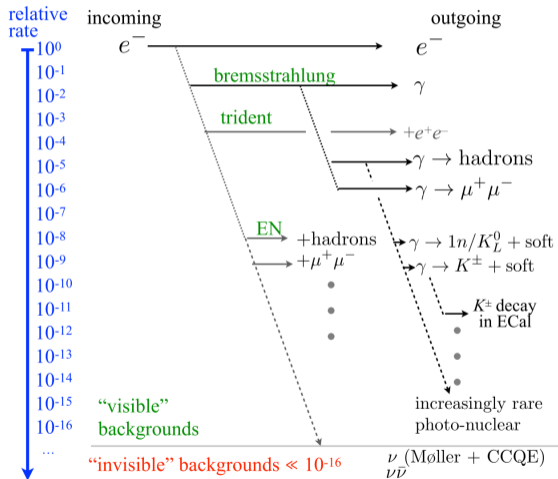 relative
rate
incoming
outgoing
10⁰
e⁻
e⁻
10⁻¹
bremsstrahlung
γ
10⁻²
10⁻³
trident
+e⁺e⁻
10⁻⁴
10⁻⁵
γ → hadrons
10⁻⁶
γ → μ⁺μ⁻
10⁻⁷
EN
10⁻⁸
+hadrons
γ → 1n/K⁰_L + soft
10⁻⁹
+μ⁺μ⁻
γ → K± + soft
10⁻¹⁰
10⁻¹¹
K± decay
in ECal
10⁻¹²
10⁻¹³
10⁻¹⁴
10⁻¹⁵
10⁻¹⁶
...
“visible”
backgrounds
increasingly rare
photo-nuclear
“invisible” backgrounds ≪ 10⁻¹⁶
ν (Møller + CCQE)
νν̄